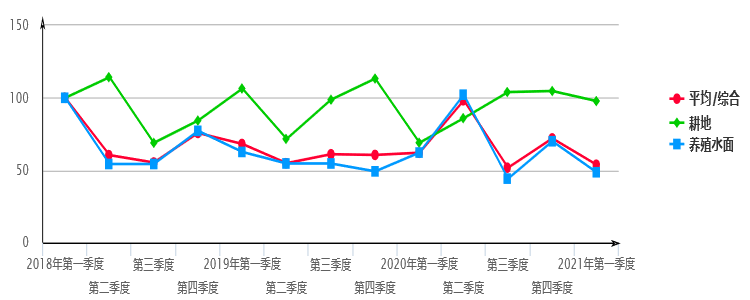 150
100
50
0
2018年第一季度
第二季度
第三季度
第四季度
2019年第一季度
第二季度
第三季度
第四季度
2020年第一季度
第二季度
第三季度
第四季度
2021年第一季度
平均/综合
耕地
养殖水面